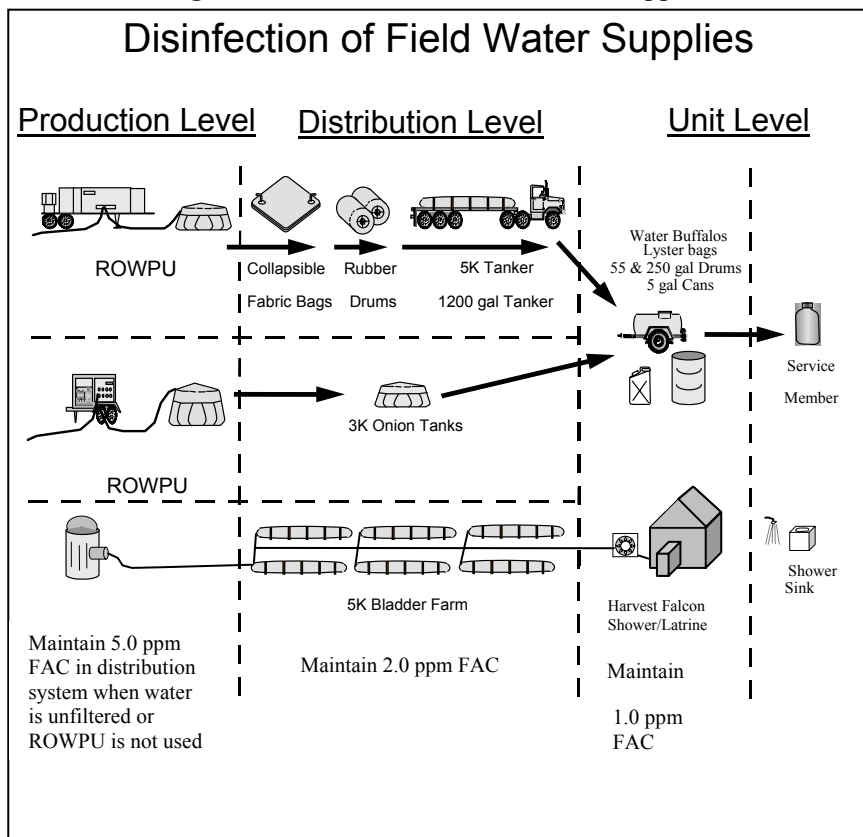 Disinfection of Field Water Supplies
Production Level
Distribution Level
Unit Level
ROWPU
Collapsible
Fabric Bags
Rubber
Drums
5K Tanker
1200 gal Tanker
Water Buffalos
Lyster bags
55 & 250 gal Drums
5 gal Cans
Service
Member
ROWPU
3K Onion Tanks
5K Bladder Farm
Harvest Falcon
Shower/Latrine
Shower
Sink
Maintain 5.0 ppm
FAC in distribution
system when water
is unfiltered or
ROWPU is not used
Maintain 2.0 ppm FAC
Maintain
1.0 ppm
FAC